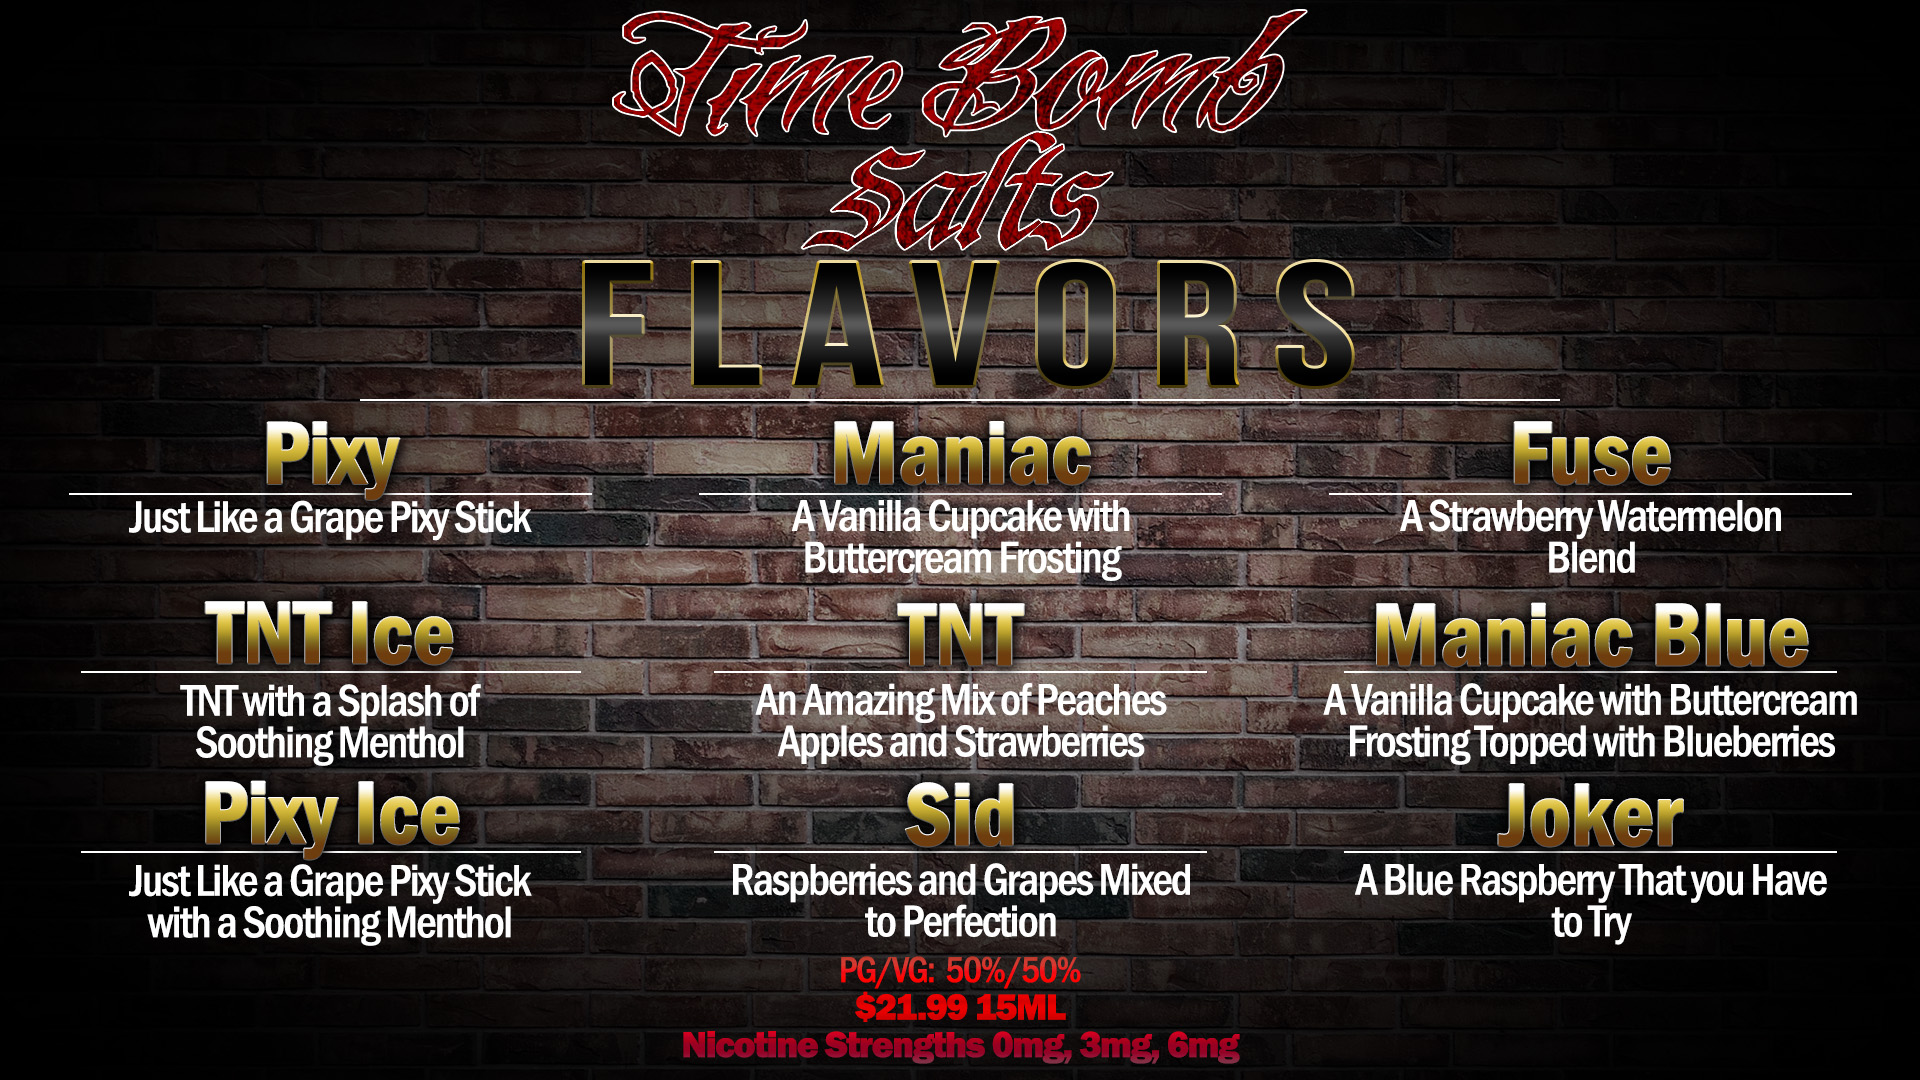 Time Bomb
Salts
FLAVORS
Pixy
Just Like a Grape Pixy Stick
Maniac
A Vanilla Cupcake with
Buttercream Frosting
Fuse
A Strawberry Watermelon
Blend
TNT Ice
TNT with a Splash of
Soothing Menthol
TNT
An Amazing Mix of Peaches
Apples and Strawberries
Maniac Blue
A Vanilla Cupcake with Buttercream
Frosting Topped with Blueberries
Pixy Ice
Just Like a Grape Pixy Stick
with a Soothing Menthol
Sid
Raspberries and Grapes Mixed
to Perfection
Joker
A Blue Raspberry That you Have
to Try
PG/VG: 50%/50%
$21.99 15ML
Nicotine Strengths 0mg, 3mg, 6mg